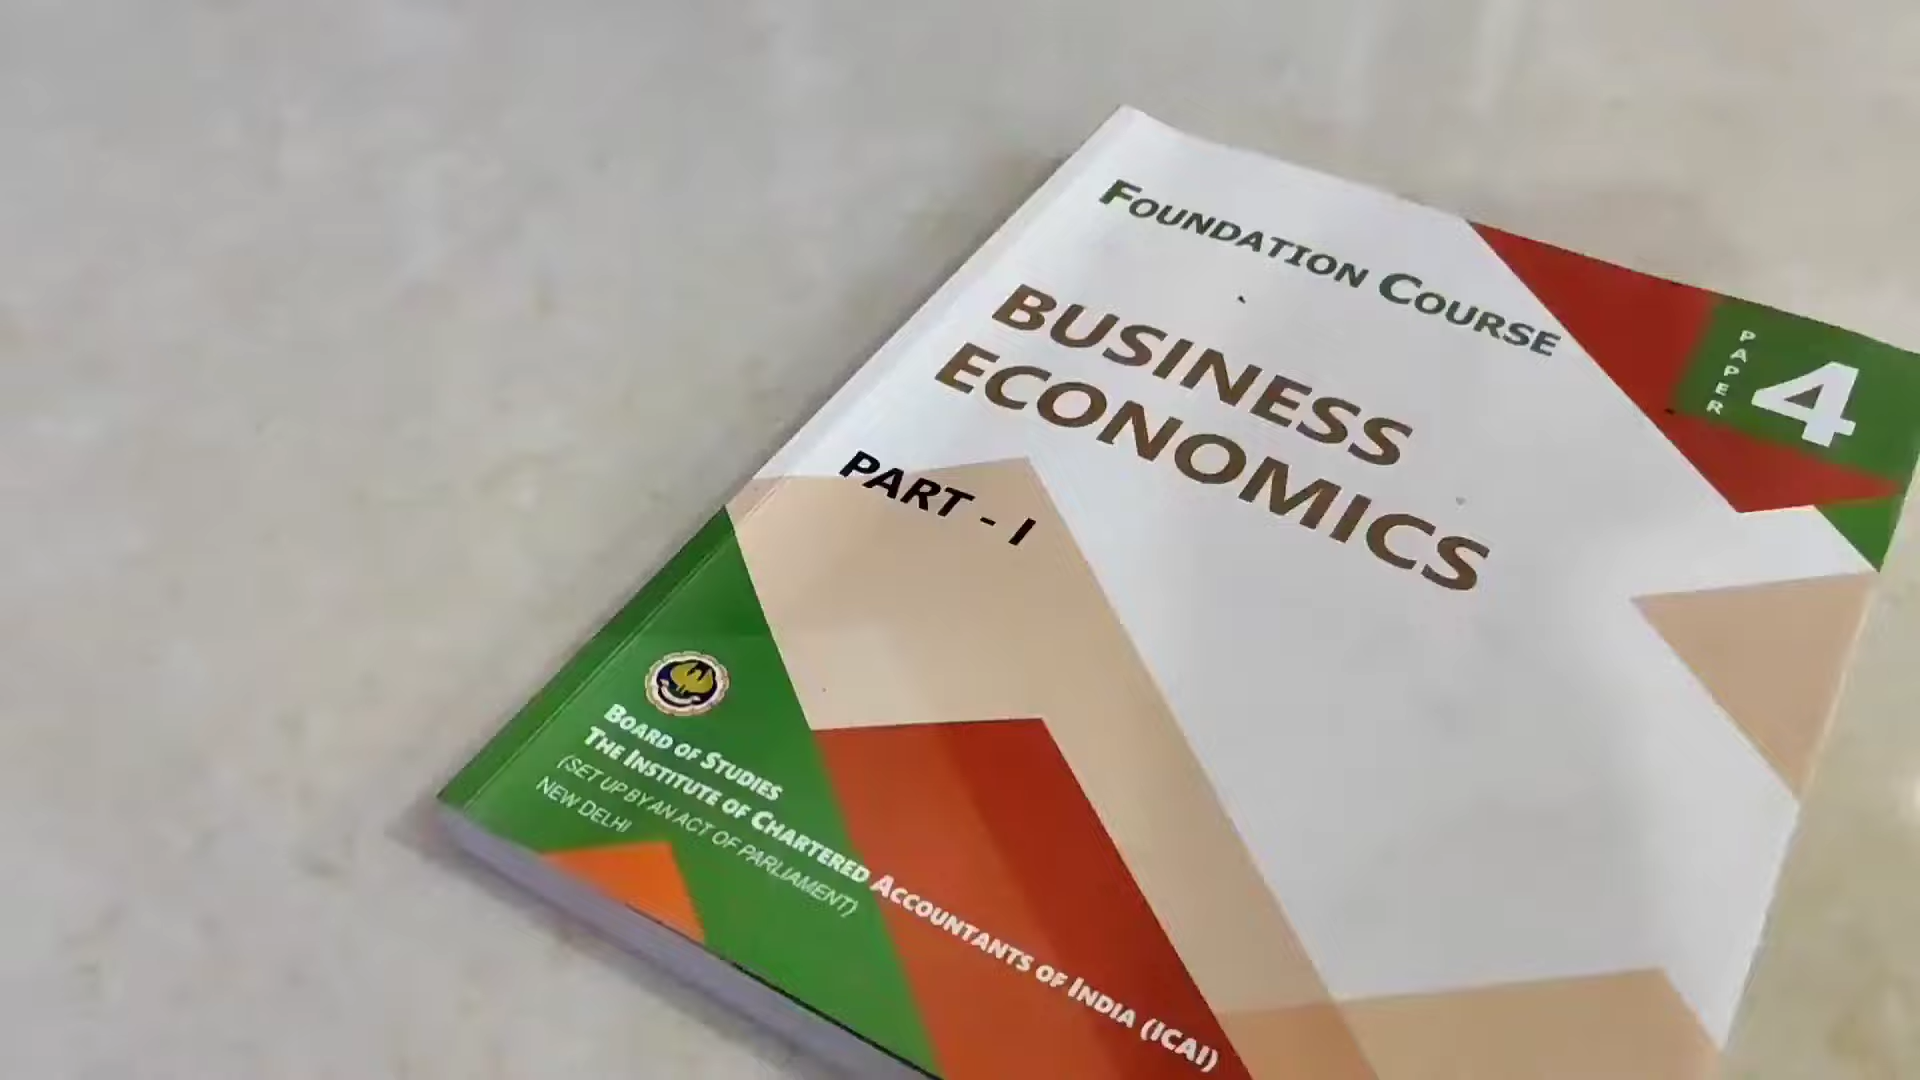 FOUNDATION COURSE
PAPER
4
BUSINESS
ECONOMICS
PART - I
BOARD OF STUDIES
THE INSTITUTE OF CHARTERED ACCOUNTANTS OF INDIA (ICAI)
(SET UP BY AN ACT OF PARLIAMENT)
NEW DELHI